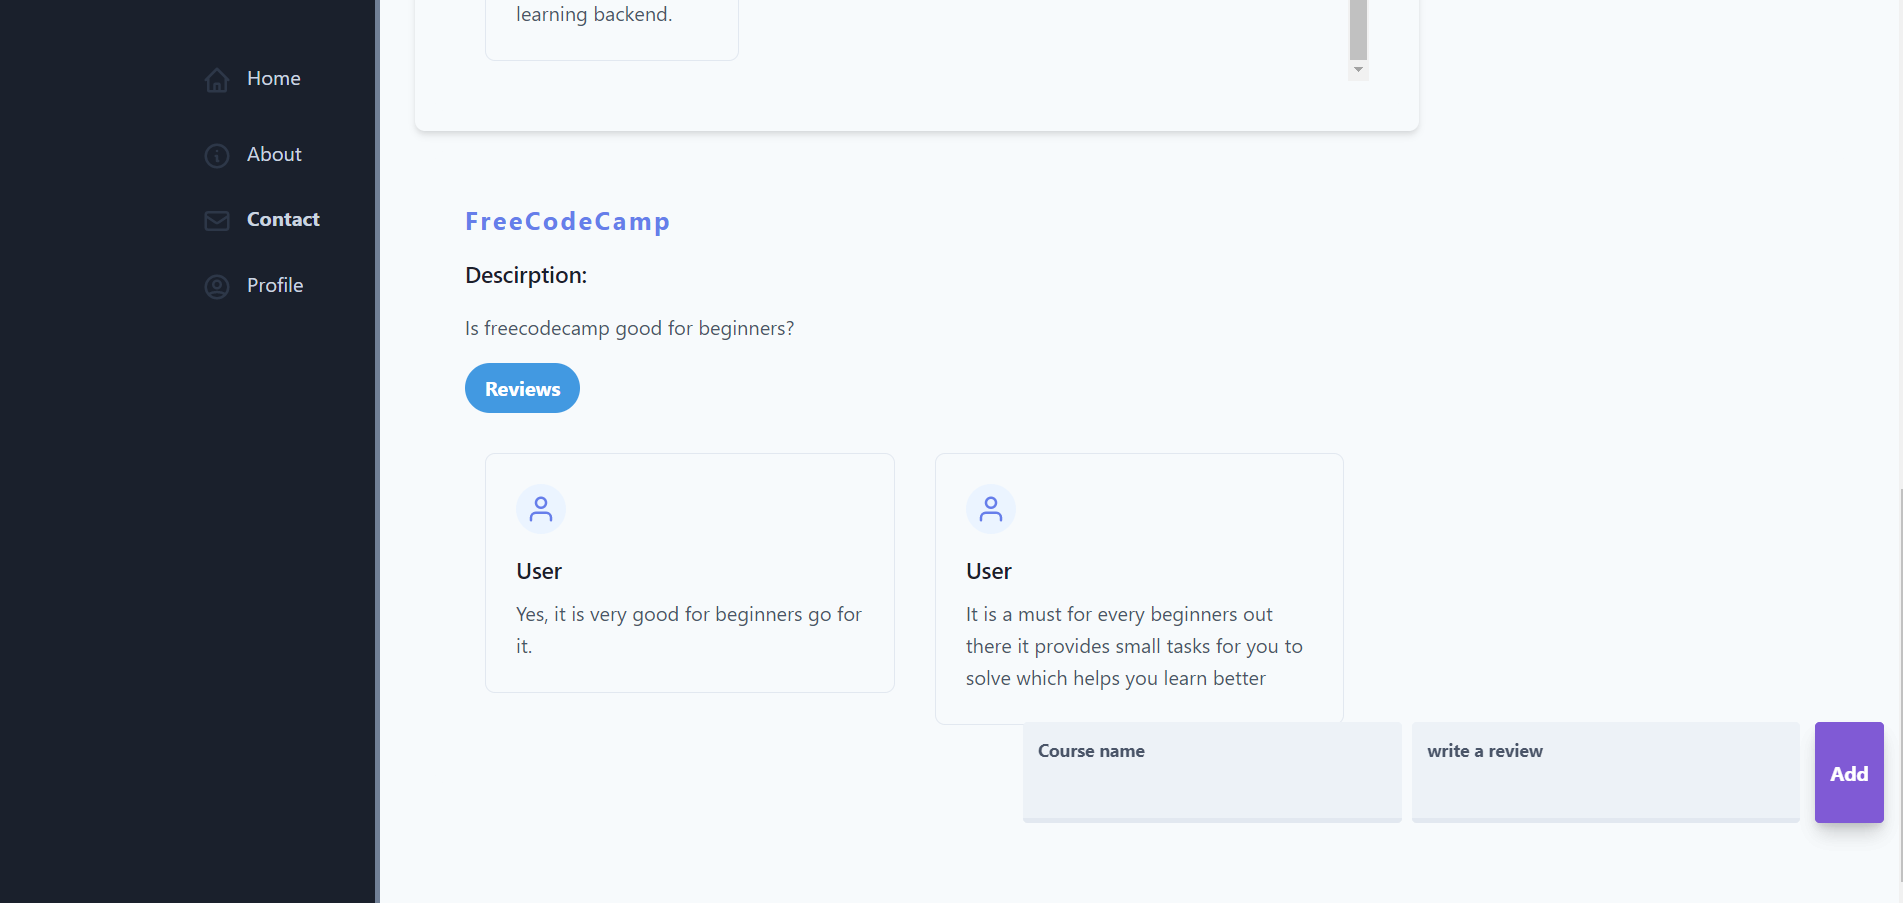 Home
About
Contact
Profile
learning backend.
FreeCodeCamp
Descirption:
Is freecodecamp good for beginners?
Reviews
User
Yes, it is very good for beginners go for
it.
User
It is a must for every beginners out
there it provides small tasks for you to
solve which helps you learn better
Course name
write a review
Add